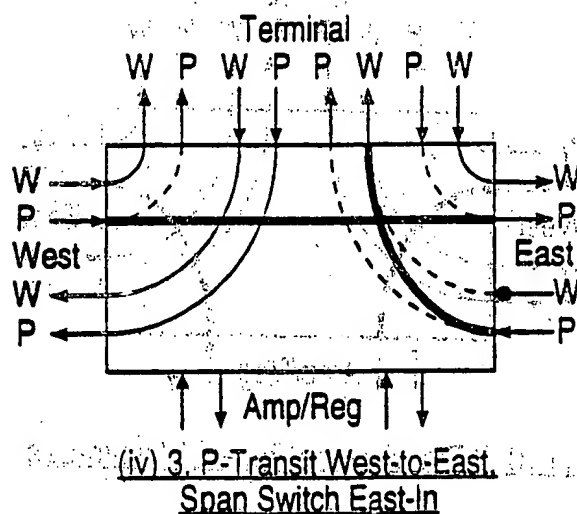 Terminal
W P W P P W P W
W W
P P
West East
W W
P P
Amp/Reg
(iv) 3. P-Transit West-to-East,
Span Switch East-In